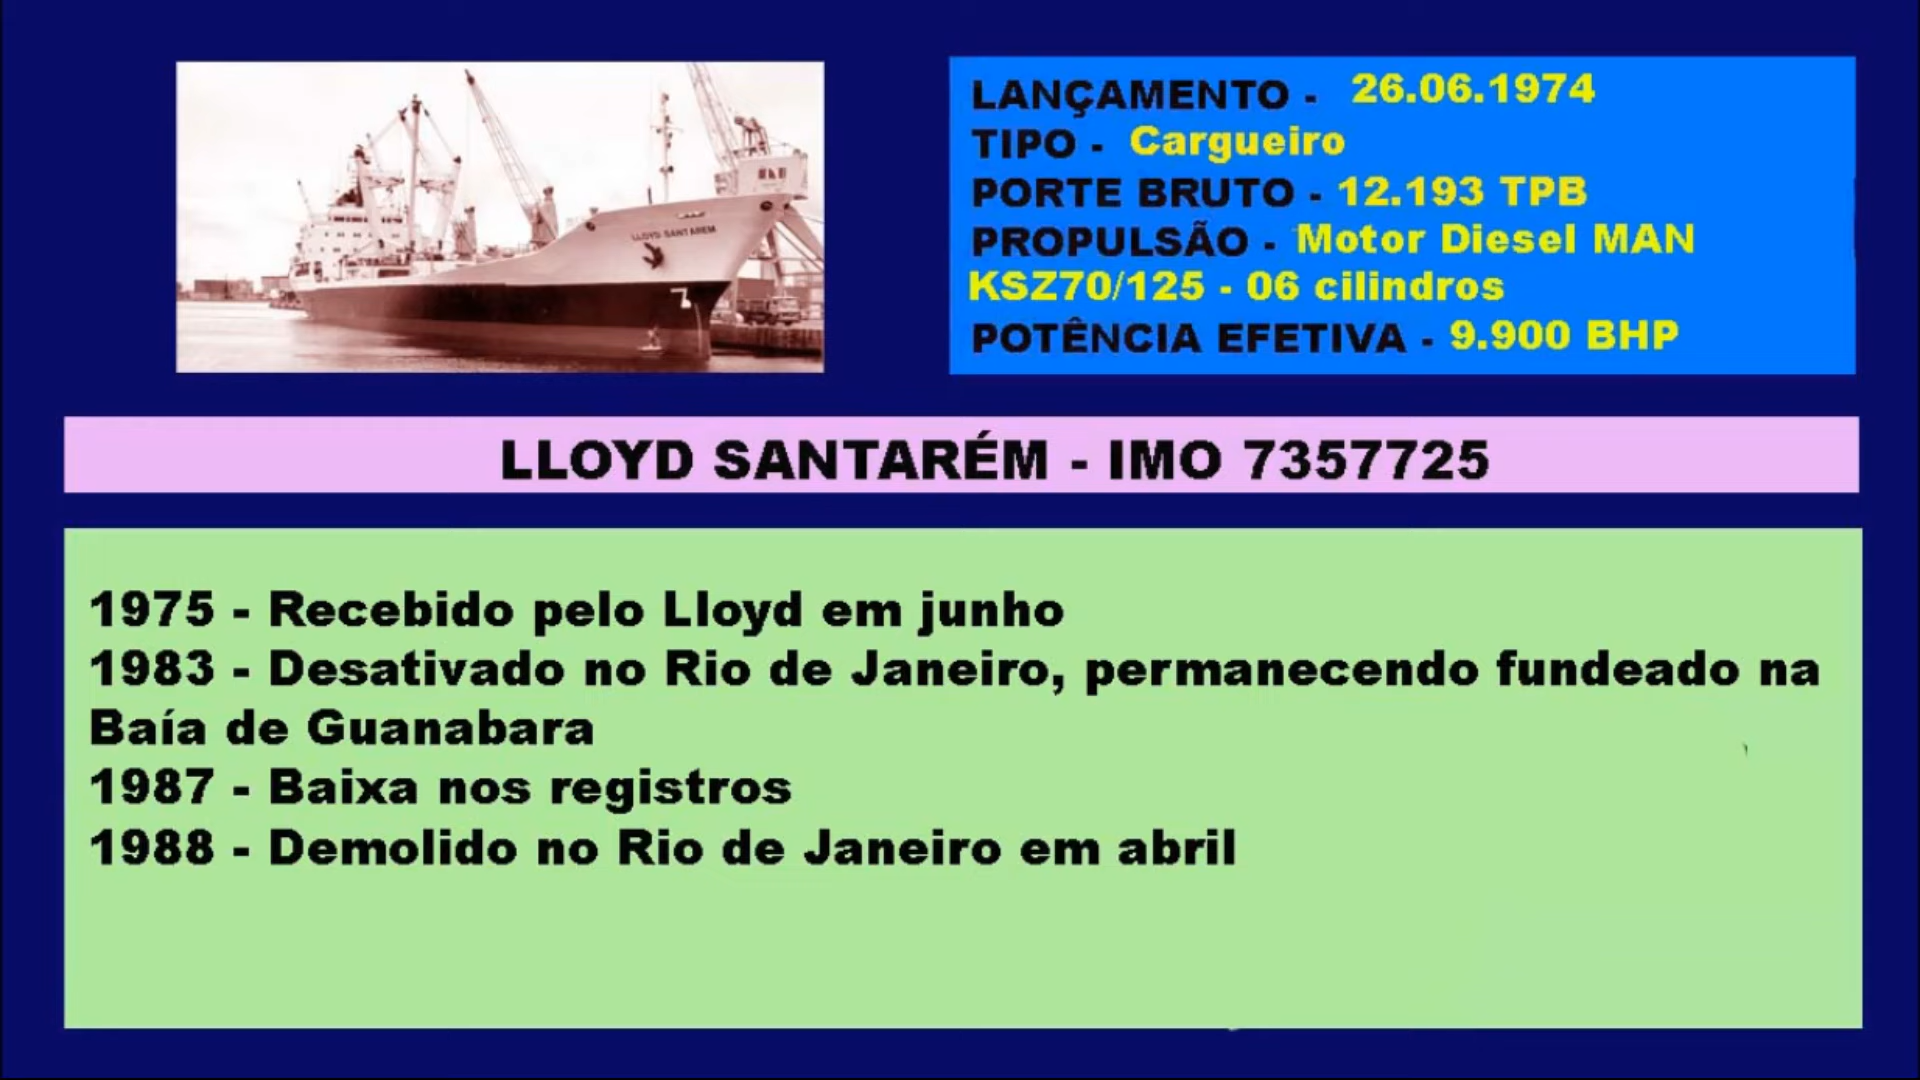 LLOYD SANTAREM
LANÇAMENTO - 26.06.1974
TIPO - Cargueiro
PORTE BRUTO - 12.193 TPB
PROPULSÃO - Motor Diesel MAN
KSZ70/125 - 06 cilindros
POTÊNCIA EFETIVA - 9.900 BHP
LLOYD SANTARÉM - IMO 7357725
1975 - Recebido pelo Lloyd em junho
1983 - Desativado no Rio de Janeiro, permanecendo fundeado na
Baía de Guanabara
1987 - Baixa nos registros
1988 - Demolido no Rio de Janeiro em abril